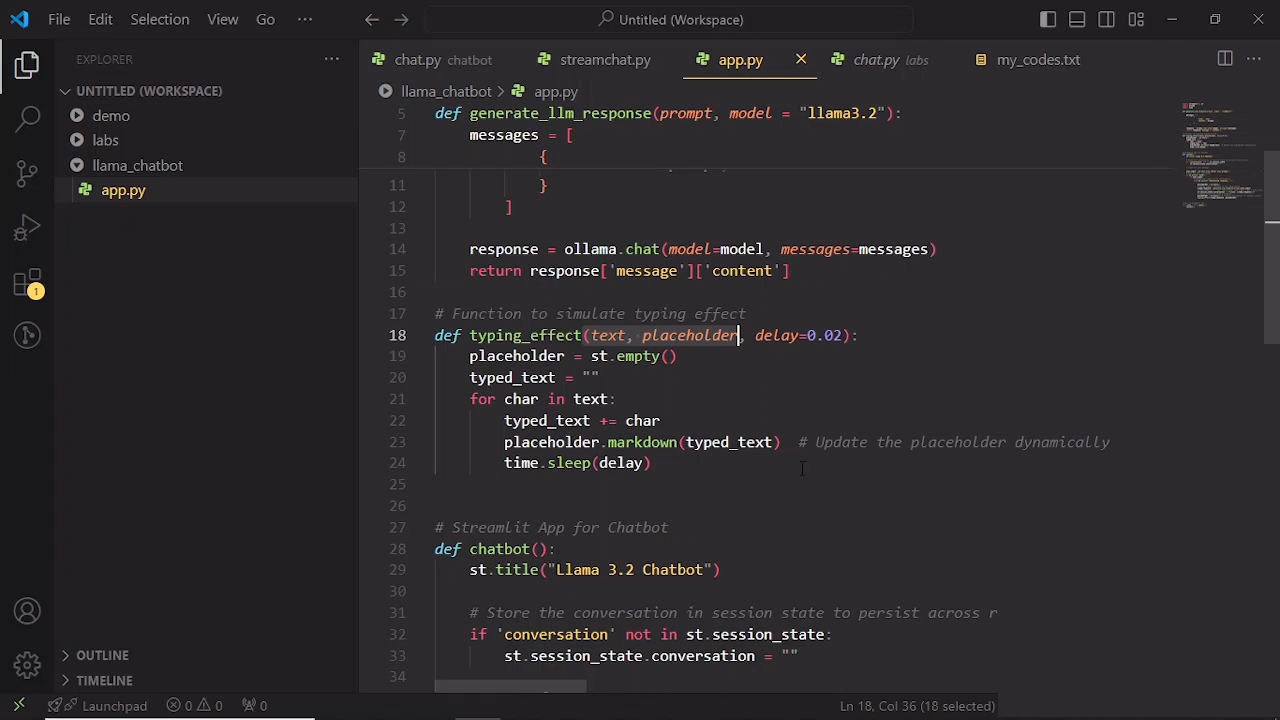 File Edit Selection View Go ··· Untitled (Workspace)
EXPLORER ···
UNTITLED (WORKSPACE)
demo
labs
llama_chatbot
app.py
1
OUTLINE
TIMELINE
chat.py chatbot streamchat.py app.py chat.py labs my_codes.txt ···
llama_chatbot > app.py
5 def generate_llm_response(prompt, model = "llama3.2"):
7 messages = [
8 {
11 }
12 ]
13
14 response = ollama.chat(model=model, messages=messages)
15 return response['message']['content']
16
17 # Function to simulate typing effect
18 def typing_effect(text, placeholder, delay=0.02):
19 placeholder = st.empty()
20 typed_text = ""
21 for char in text:
22 typed_text += char
23 placeholder.markdown(typed_text) # Update the placeholder dynamically
24 time.sleep(delay)
25
26
27 # Streamlit App for Chatbot
28 def chatbot():
29 st.title("Llama 3.2 Chatbot")
30
31 # Store the conversation in session state to persist across r
32 if 'conversation' not in st.session_state:
33 st.session_state.conversation = ""
34
Launchpad 0 0 0 Ln 18, Col 36 (18 selected)